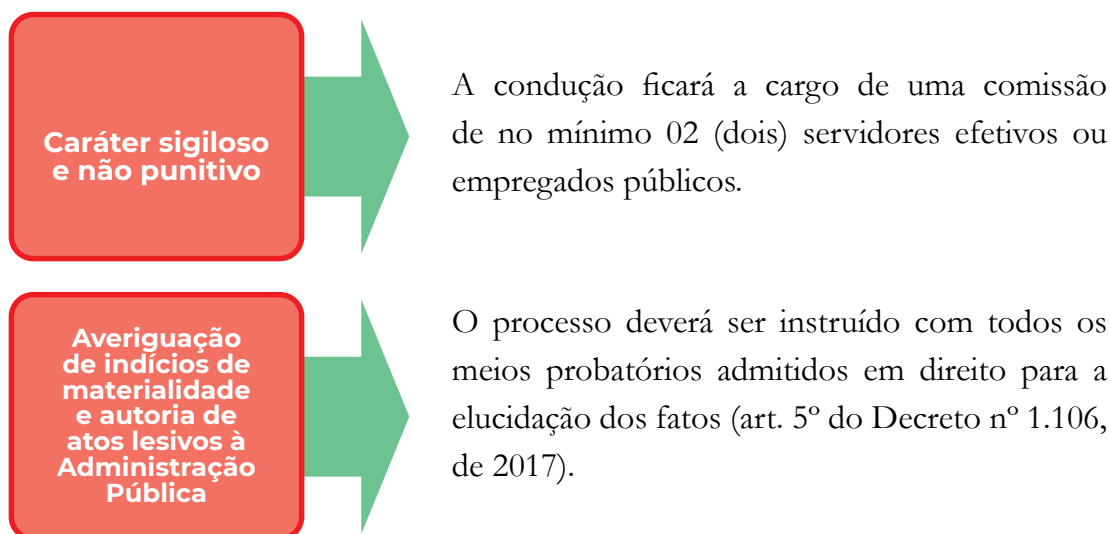 Caráter sigiloso
e não punitivo
A condução ficará a cargo de uma comissão
de no mínimo 02 (dois) servidores efetivos ou
empregados públicos.
Averiguação
de indícios de
materialidade
e autoria de
atos lesivos à
Administração
Pública
O processo deverá ser instruído com todos os
meios probatórios admitidos em direito para a
elucidação dos fatos (art. 5º do Decreto nº 1.106,
de 2017).